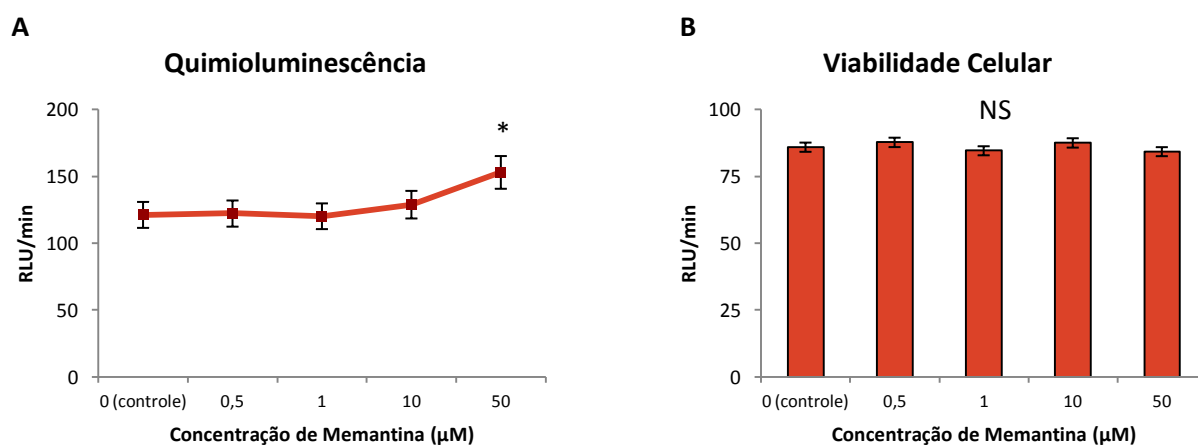 A
Quimioluminescência
200
150
100
50
0
RLU/min
*
0 (controle) 0,5 1 10 50
Concentração de Memantina (µM)
B
Viabilidade Celular
NS
100
75
50
25
0
RLU/min
0 (controle) 0,5 1 10 50
Concentração de Memantina (µM)